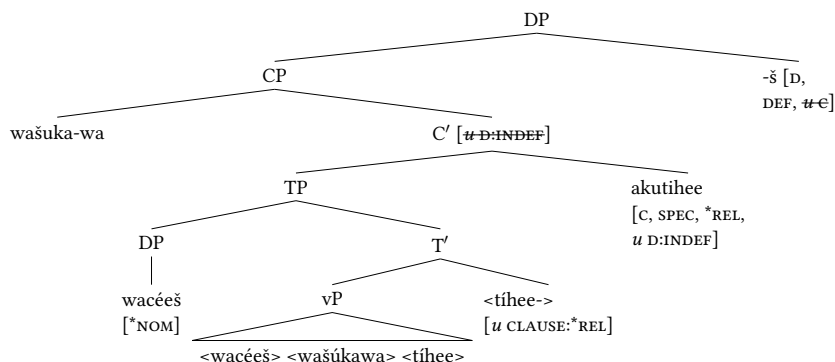 DP
CP
-š [D,
DEF, u C]
wašuka-wa
C′ [u D:INDEF]
TP
akutihee
[C, SPEC, *REL,
u D:INDEF]
DP
T′
wacéeš
[*NOM]
vP
<tíhee->
[u CLAUSE:*REL]
<wacéeš> <wašúkawa> <tíhee>